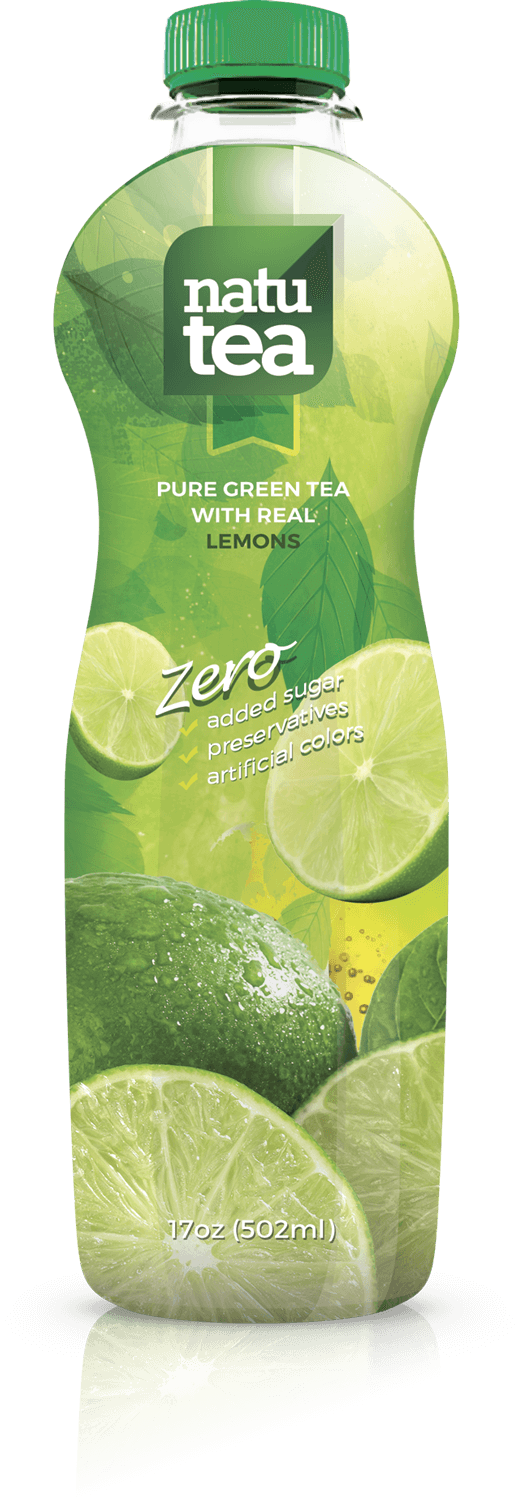 natu
tea
PURE GREEN TEA
WITH REAL
LEMONS
Zero
added sugar
preservatives
artificial colors
17oz (502ml)